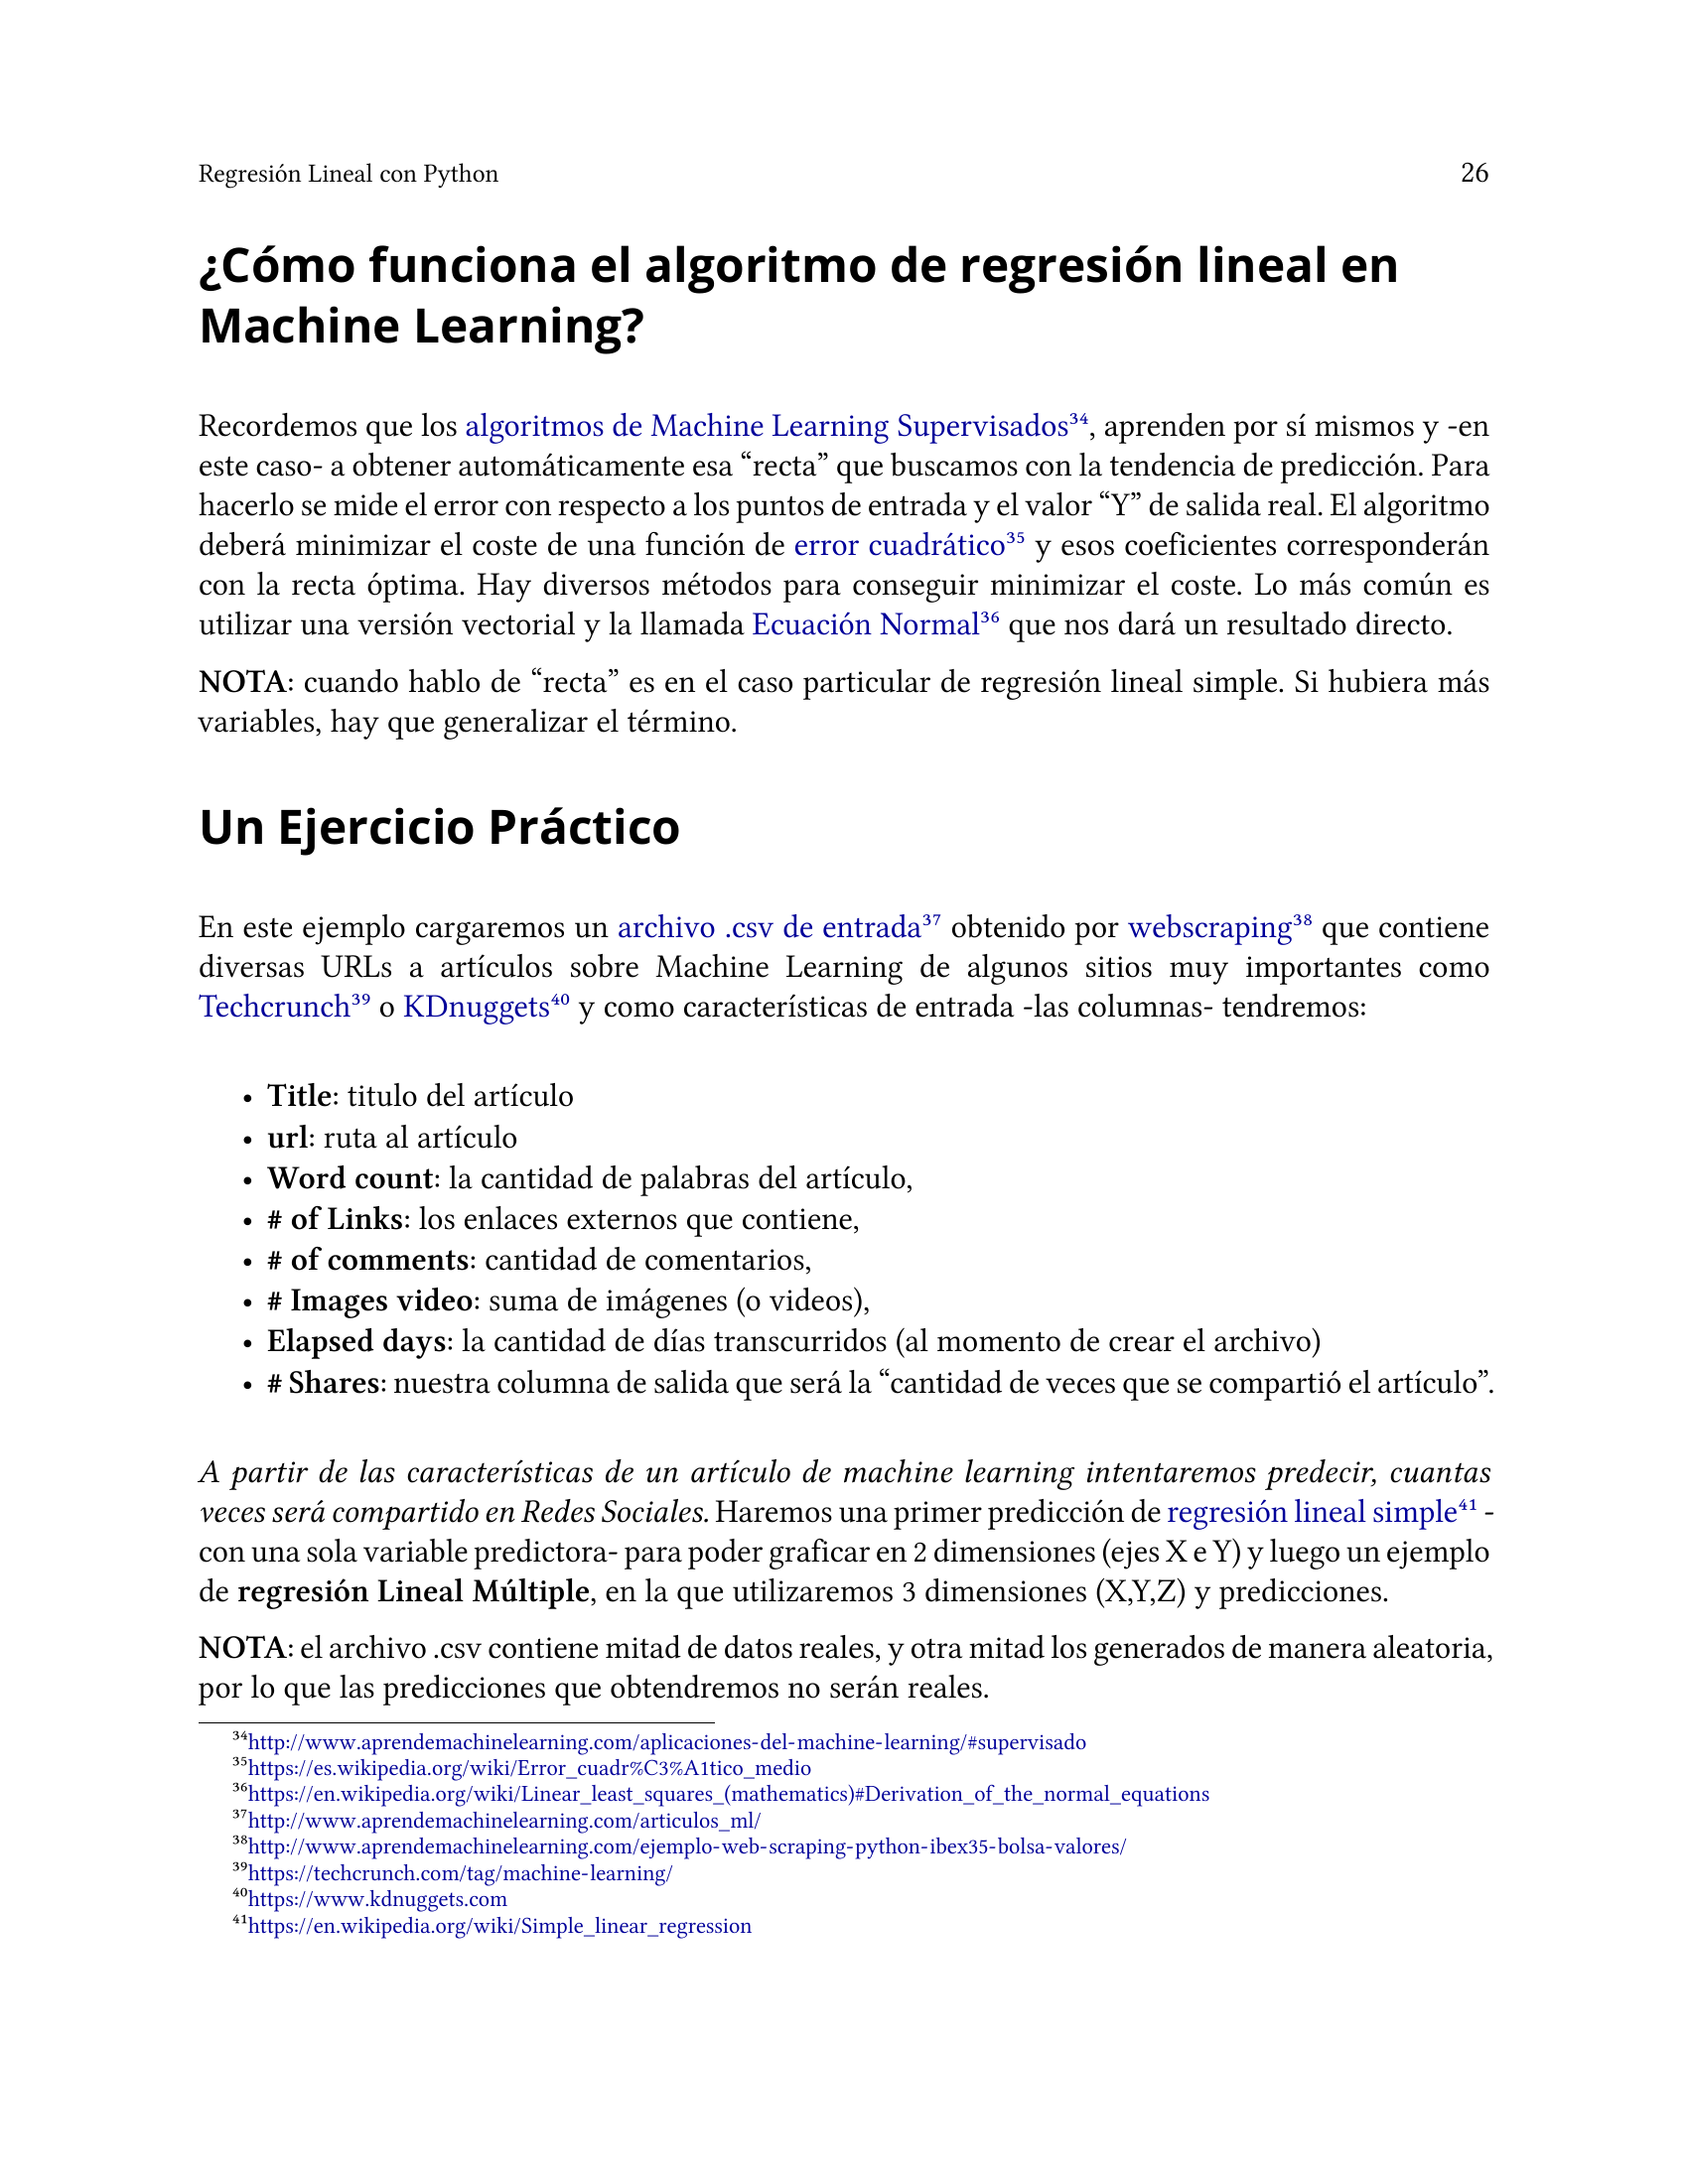 Regresión Lineal con Python 26
¿Cómo funciona el algoritmo de regresión lineal en
Machine Learning?
Recordemos que los algoritmos de Machine Learning Supervisados³⁴, aprenden por sí mismos y -en
este caso- a obtener automáticamente esa “recta” que buscamos con la tendencia de predicción. Para
hacerlo se mide el error con respecto a los puntos de entrada y el valor “Y” de salida real. El algoritmo
deberá minimizar el coste de una función de error cuadrático³⁵ y esos coeficientes corresponderán
con la recta óptima. Hay diversos métodos para conseguir minimizar el coste. Lo más común es
utilizar una versión vectorial y la llamada Ecuación Normal³⁶ que nos dará un resultado directo.
NOTA: cuando hablo de “recta” es en el caso particular de regresión lineal simple. Si hubiera más
variables, hay que generalizar el término.
Un Ejercicio Práctico
En este ejemplo cargaremos un archivo .csv de entrada³⁷ obtenido por webscraping³⁸ que contiene
diversas URLs a artículos sobre Machine Learning de algunos sitios muy importantes como
Techcrunch³⁹ o KDnuggets⁴⁰ y como características de entrada -las columnas- tendremos:
• Title: titulo del artículo
• url: ruta al artículo
• Word count: la cantidad de palabras del artículo,
• # of Links: los enlaces externos que contiene,
• # of comments: cantidad de comentarios,
• # Images video: suma de imágenes (o videos),
• Elapsed days: la cantidad de días transcurridos (al momento de crear el archivo)
• # Shares: nuestra columna de salida que será la “cantidad de veces que se compartió el artículo”.
A partir de las características de un artículo de machine learning intentaremos predecir, cuantas
veces será compartido en Redes Sociales. Haremos una primer predicción de regresión lineal simple⁴¹ -
con una sola variable predictora- para poder graficar en 2 dimensiones (ejes X e Y) y luego un ejemplo
de regresión Lineal Múltiple, en la que utilizaremos 3 dimensiones (X,Y,Z) y predicciones.
NOTA: el archivo .csv contiene mitad de datos reales, y otra mitad los generados de manera aleatoria,
por lo que las predicciones que obtendremos no serán reales.
³⁴http://www.aprendemachinelearning.com/aplicaciones-del-machine-learning/#supervisado
³⁵https://es.wikipedia.org/wiki/Error_cuadr%C3%A1tico_medio
³⁶https://en.wikipedia.org/wiki/Linear_least_squares_(mathematics)#Derivation_of_the_normal_equations
³⁷http://www.aprendemachinelearning.com/articulos_ml/
³⁸http://www.aprendemachinelearning.com/ejemplo-web-scraping-python-ibex35-bolsa-valores/
³⁹https://techcrunch.com/tag/machine-learning/
⁴⁰https://www.kdnuggets.com
⁴¹https://en.wikipedia.org/wiki/Simple_linear_regression